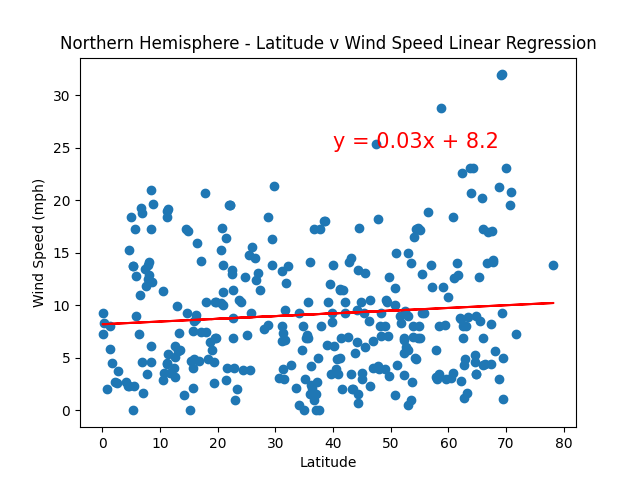 Northern Hemisphere - Latitude v Wind Speed Linear Regression
Wind Speed (mph)
30
25
20
15
10
5
0
y = 0.03x + 8.2
0 10 20 30 40 50 60 70 80
Latitude